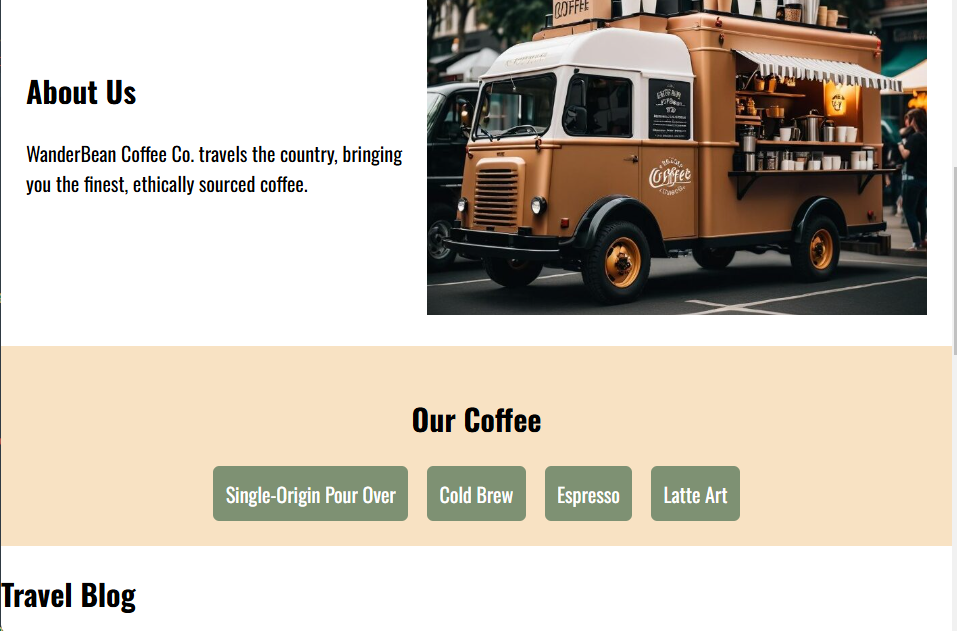 COFFEE
About Us
WanderBean Coffee Co. travels the country, bringing
you the finest, ethically sourced coffee.
Coffee
Our Coffee
Single-Origin Pour Over
Cold Brew
Espresso
Latte Art
Travel Blog